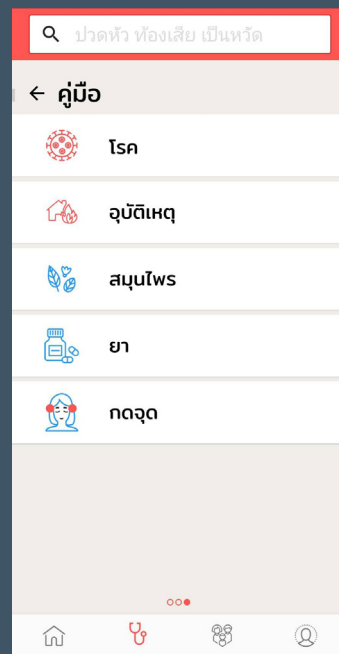 ปวดหัว ท้องเสีย เป็นหวัด
คู่มือ
โรค
อุบัติเหตุ
สมุนไพร
ยา
กดจุด